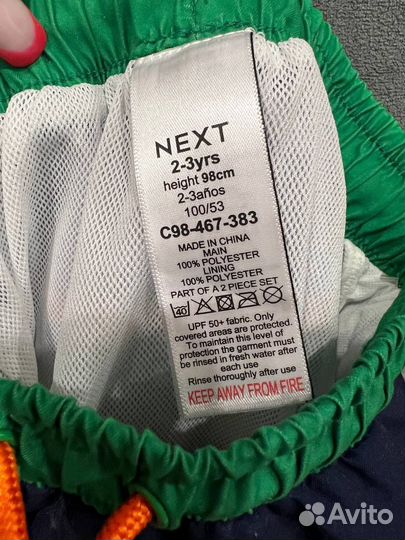 NEXT
2-3yrs
height 98cm
2-3años
100/53
C98-467-383
MADE IN CHINA
MAIN
100% POLYESTER
LINING
100% POLYESTER
PART OF A 2 PIECE SET
40
UPF 50+ fabric. Only
covered areas are protected.
To maintain this level of
protection the garment must
be rinsed in fresh water after
each use
Rinse thoroughly after use
KEEP AWAY FROM FIRE
Avito